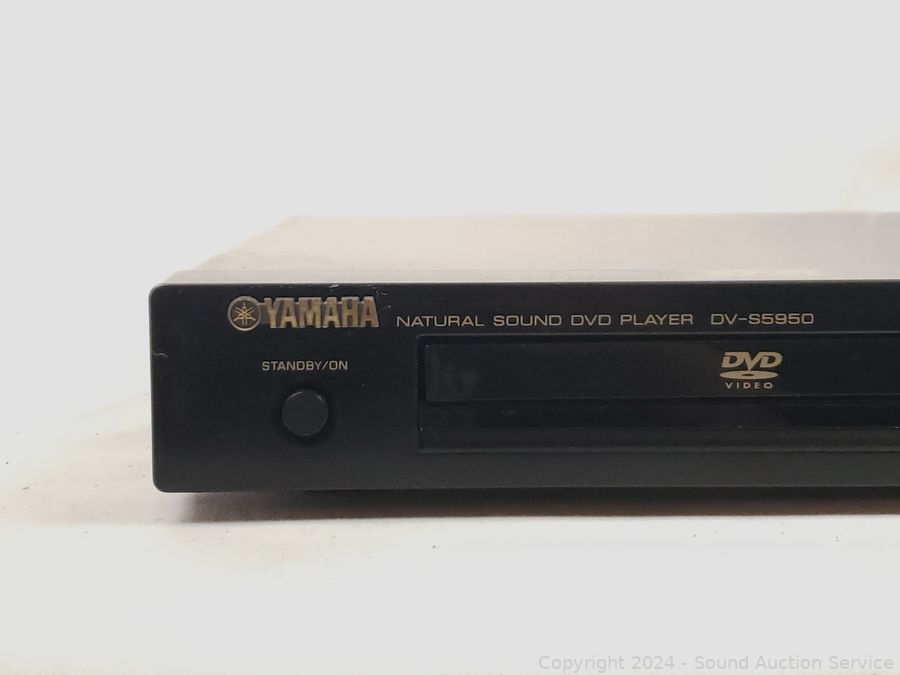 YAMAHA NATURAL SOUND DVD PLAYER DV-S5950
STANDBY/ON
DVD
VIDEO
Copyright 2024 - Sound Auction Service